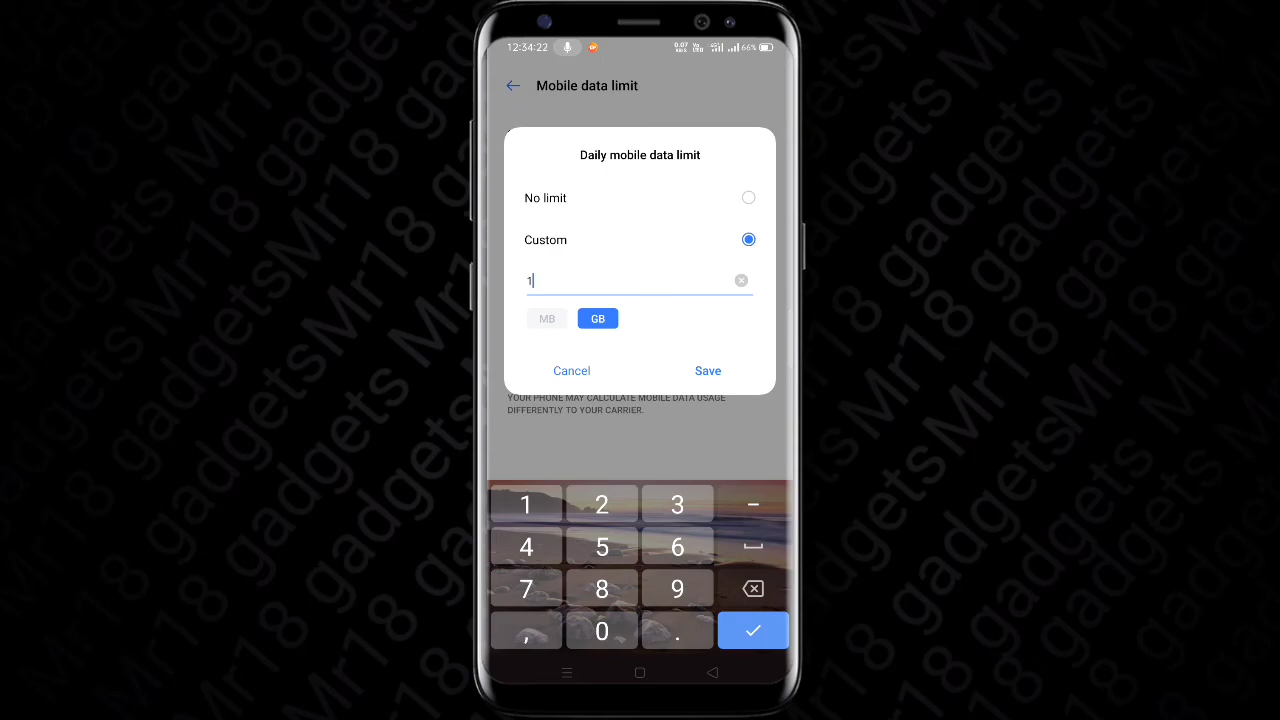 12:34:22
0.07
66%
Mobile data limit
Daily mobile data limit
No limit
Custom
1
MB
GB
Cancel
Save
YOUR PHONE MAY CALCULATE MOBILE DATA USAGE
DIFFERENTLY TO YOUR CARRIER.
1 2 3 –
4 5 6
7 8 9
, 0 .
Mr18 gadgets